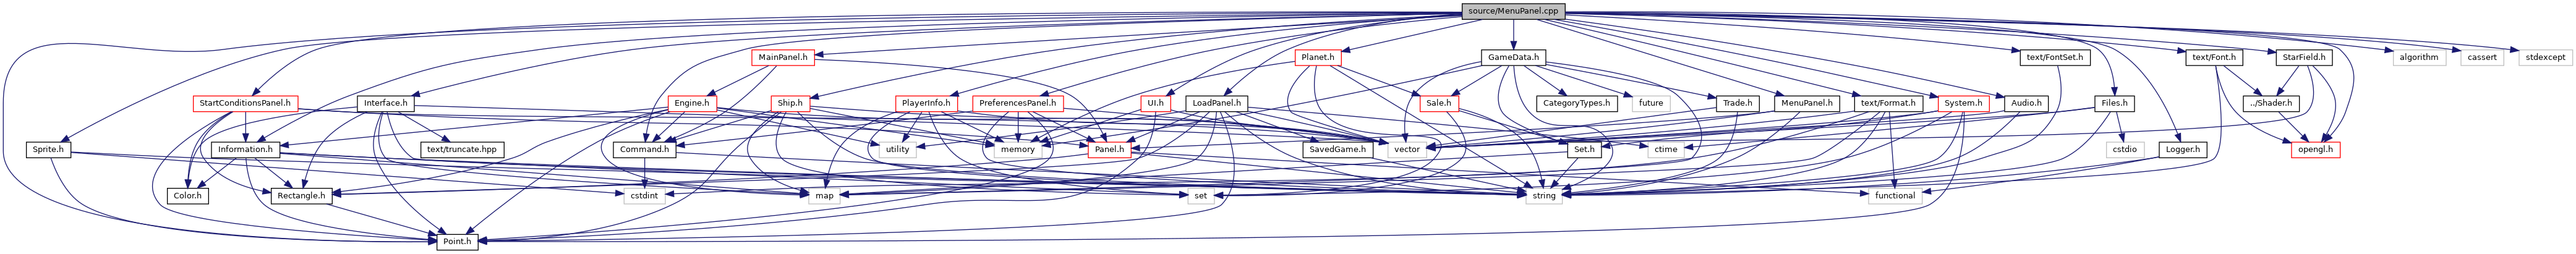 source/MenuPanel.cpp
MainPanel.h
Planet.h
GameData.h
text/FontSet.h
text/Font.h
StarField.h
algorithm
cassert
stdexcept
StartConditionsPanel.h
Interface.h
Engine.h
Ship.h
PlayerInfo.h
PreferencesPanel.h
UI.h
LoadPanel.h
Sale.h
CategoryTypes.h
future
Trade.h
MenuPanel.h
text/Format.h
System.h
Audio.h
Files.h
../Shader.h
Sprite.h
Information.h
text/truncate.hpp
Command.h
utility
memory
Panel.h
SavedGame.h
vector
Set.h
ctime
cstdio
Logger.h
opengl.h
Color.h
Rectangle.h
cstdint
map
set
string
functional
Point.h